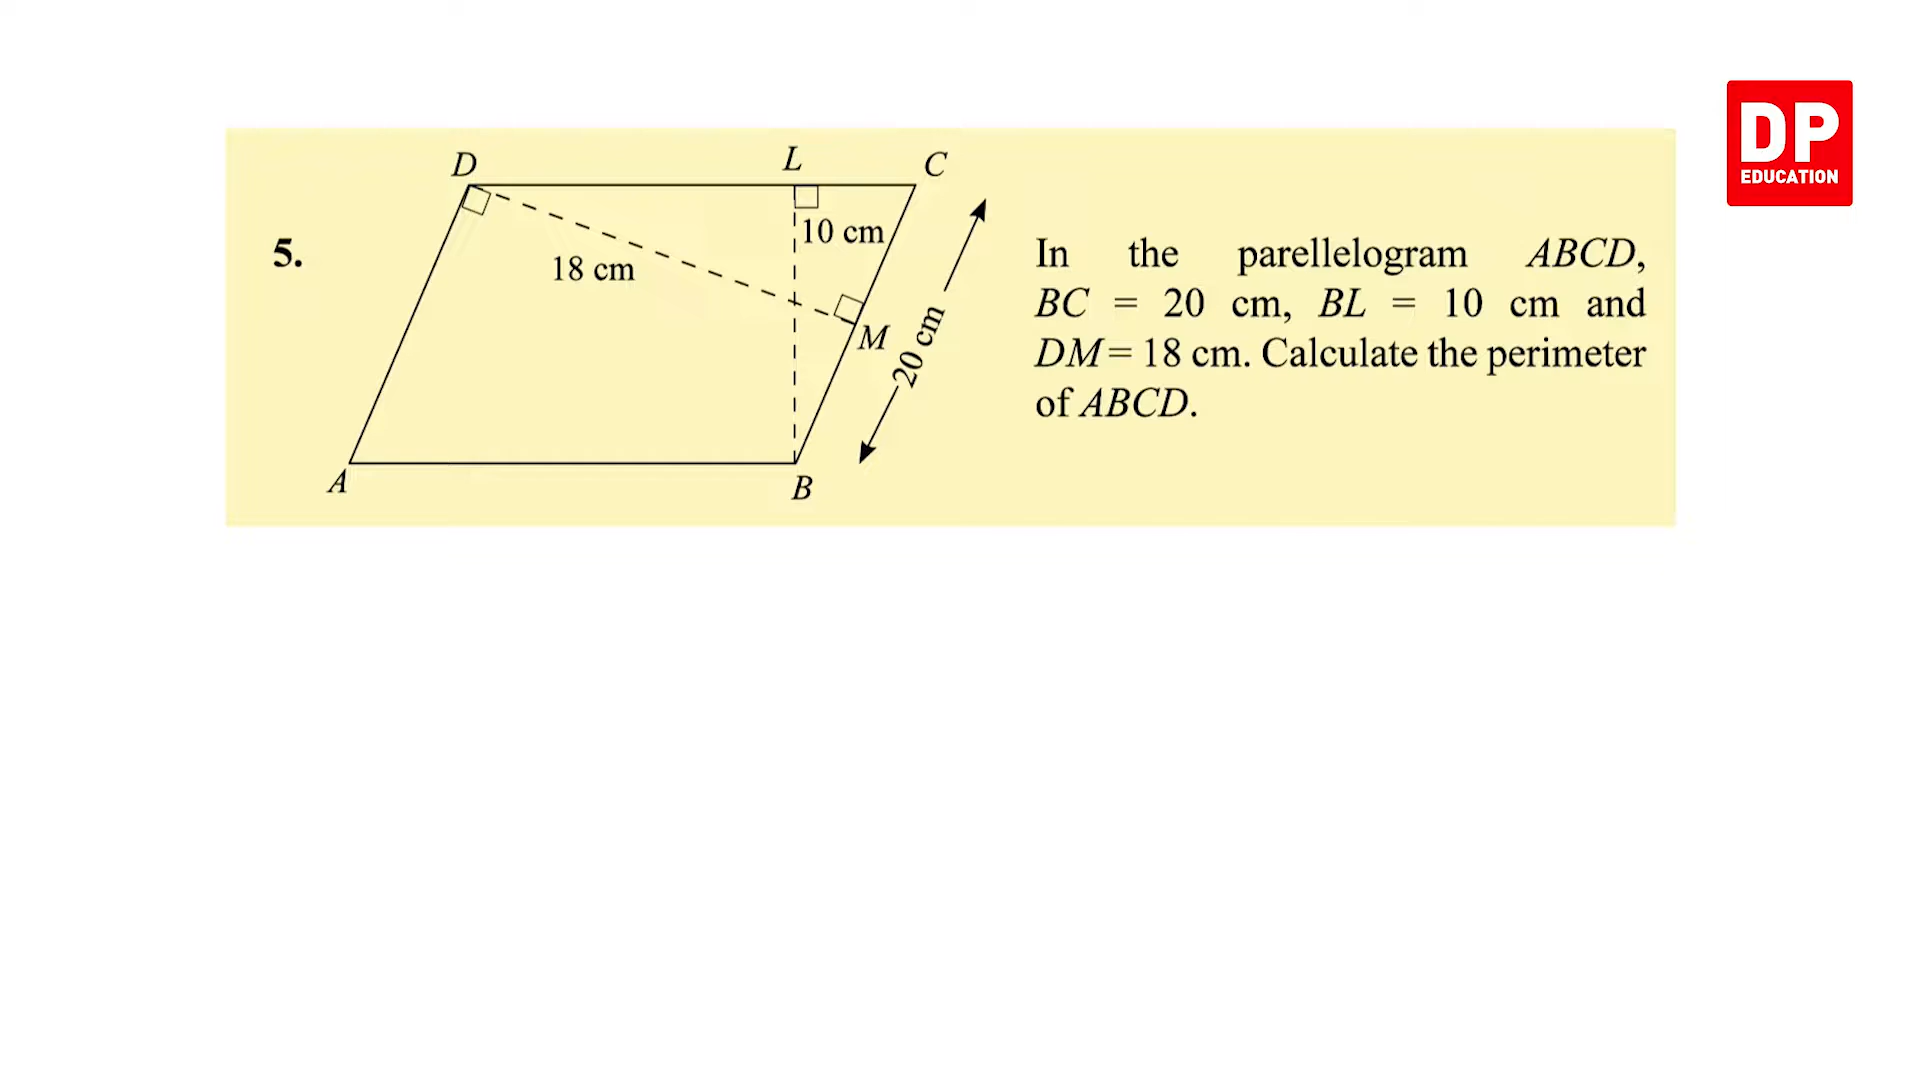 DP
EDUCATION
D
L
C
10 cm
5.
18 cm
M
20 cm
A
B
In the parellelogram ABCD,
BC = 20 cm, BL = 10 cm and
DM = 18 cm. Calculate the perimeter
of ABCD.